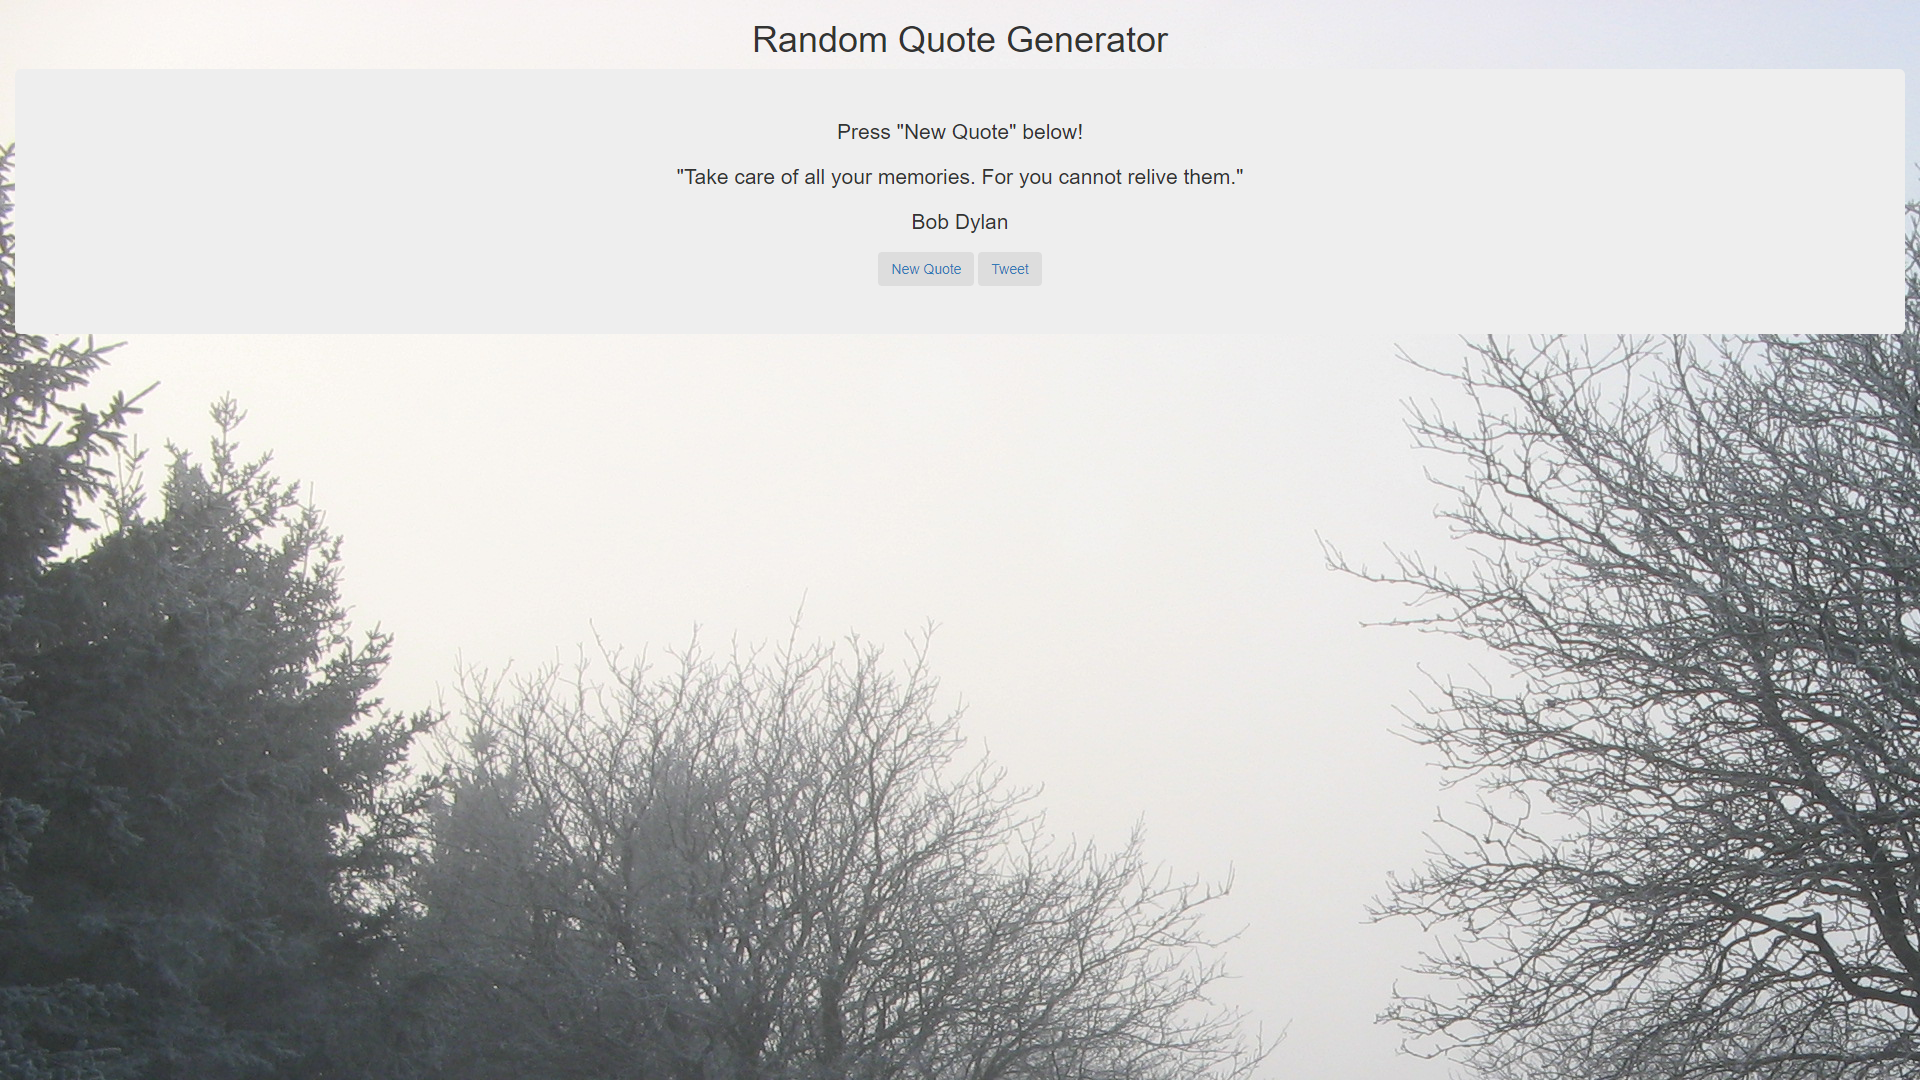 Random Quote Generator
Press "New Quote" below!
"Take care of all your memories. For you cannot relive them."
Bob Dylan
New Quote Tweet